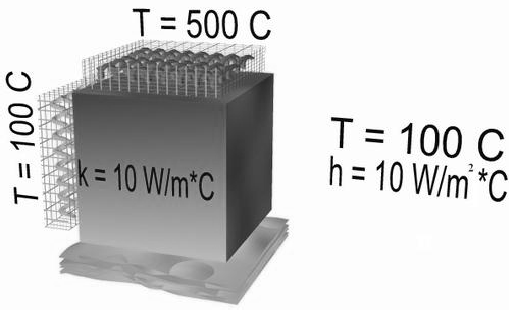 T = 500 C
T = 100 C
k = 10 W/m*C
T = 100 C
h = 10 W/m²*C